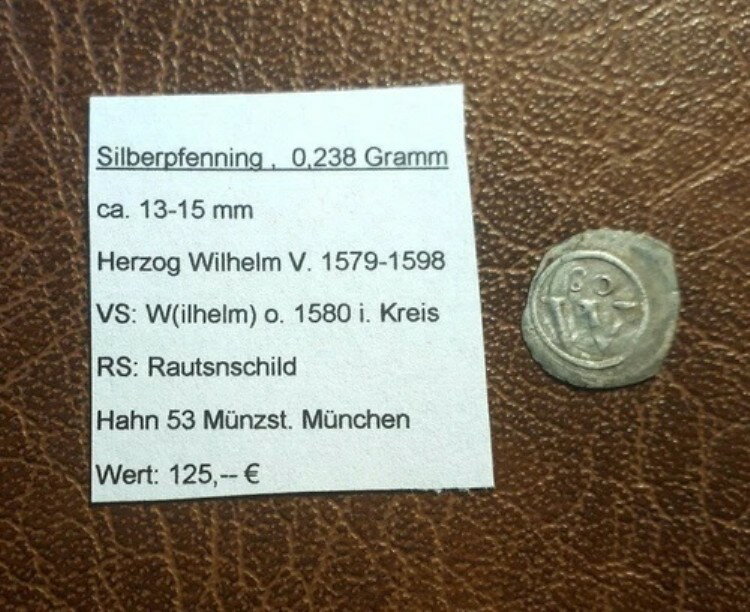 Silberpfenning , 0,238 Gramm
ca. 13-15 mm
Herzog Wilhelm V. 1579-1598
VS: W(ilhelm) o. 1580 i. Kreis
RS: Rautsnschild
Hahn 53 Münzst. München
Wert: 125,-- €
80
W